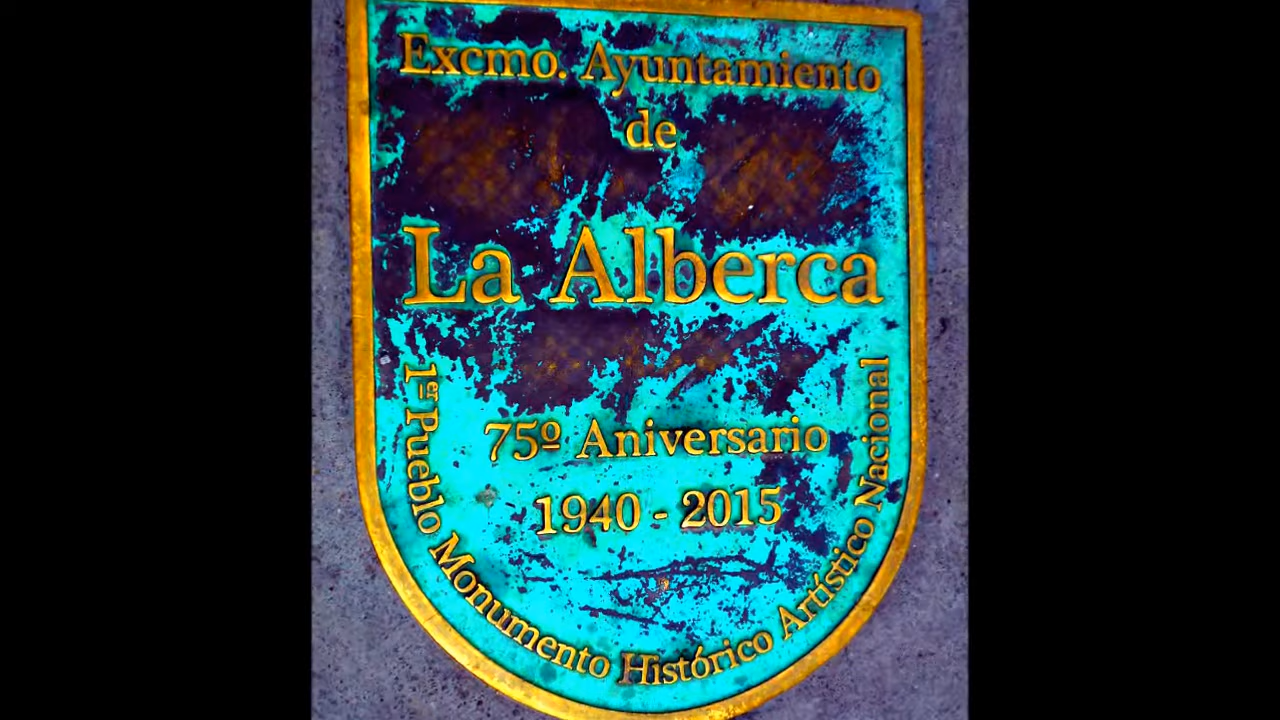 Excmo. Ayuntamiento
de
La Alberca
75º Aniversario
1940 - 2015
1er Pueblo Monumento Histórico Artístico Nacional